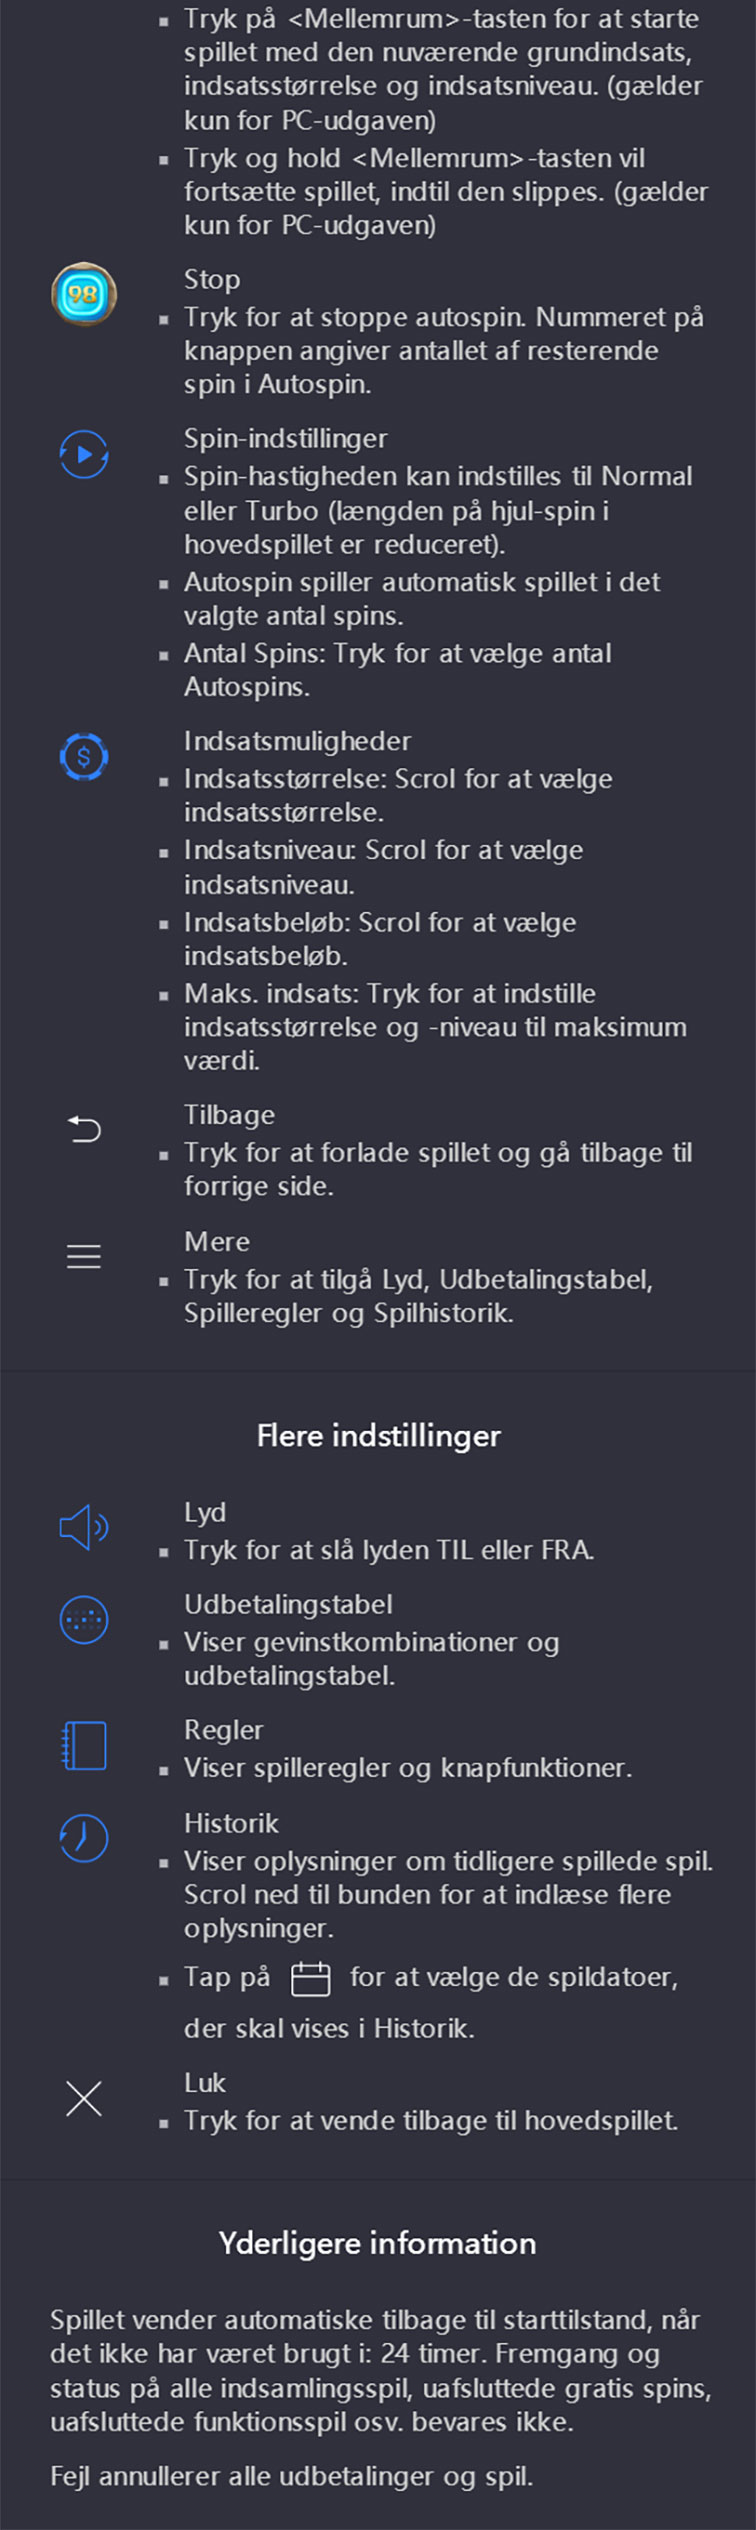 ▪ Tryk på <Mellemrum>-tasten for at starte
spillet med den nuværende grundindsats,
indsatsstørrelse og indsatsniveau. (gælder
kun for PC-udgaven)
▪ Tryk og hold <Mellemrum>-tasten vil
fortsætte spillet, indtil den slippes. (gælder
kun for PC-udgaven)
98
Stop
▪ Tryk for at stoppe autospin. Nummeret på
knappen angiver antallet af resterende
spin i Autospin.
Spin-indstillinger
▪ Spin-hastigheden kan indstilles til Normal
eller Turbo (længden på hjul-spin i
hovedspillet er reduceret).
▪ Autospin spiller automatisk spillet i det
valgte antal spins.
▪ Antal Spins: Tryk for at vælge antal
Autospins.
$
Indsatsmuligheder
▪ Indsatsstørrelse: Scrol for at vælge
indsatsstørrelse.
▪ Indsatsniveau: Scrol for at vælge
indsatsniveau.
▪ Indsatsbeløb: Scrol for at vælge
indsatsbeløb.
▪ Maks. indsats: Tryk for at indstille
indsatsstørrelse og -niveau til maksimum
værdi.
Tilbage
▪ Tryk for at forlade spillet og gå tilbage til
forrige side.
Mere
▪ Tryk for at tilgå Lyd, Udbetalingstabel,
Spilleregler og Spilhistorik.
Flere indstillinger
Lyd
▪ Tryk for at slå lyden TIL eller FRA.
Udbetalingstabel
▪ Viser gevinstkombinationer og
udbetalingstabel.
Regler
▪ Viser spilleregler og knapfunktioner.
Historik
▪ Viser oplysninger om tidligere spillede spil.
Scrol ned til bunden for at indlæse flere
oplysninger.
▪ Tap på for at vælge de spildatoer,
der skal vises i Historik.
Luk
▪ Tryk for at vende tilbage til hovedspillet.
Yderligere information
Spillet vender automatiske tilbage til starttilstand, når
det ikke har været brugt i: 24 timer. Fremgang og
status på alle indsamlingsspil, uafsluttede gratis spins,
uafsluttede funktionsspil osv. bevares ikke.
Fejl annullerer alle udbetalinger og spil.